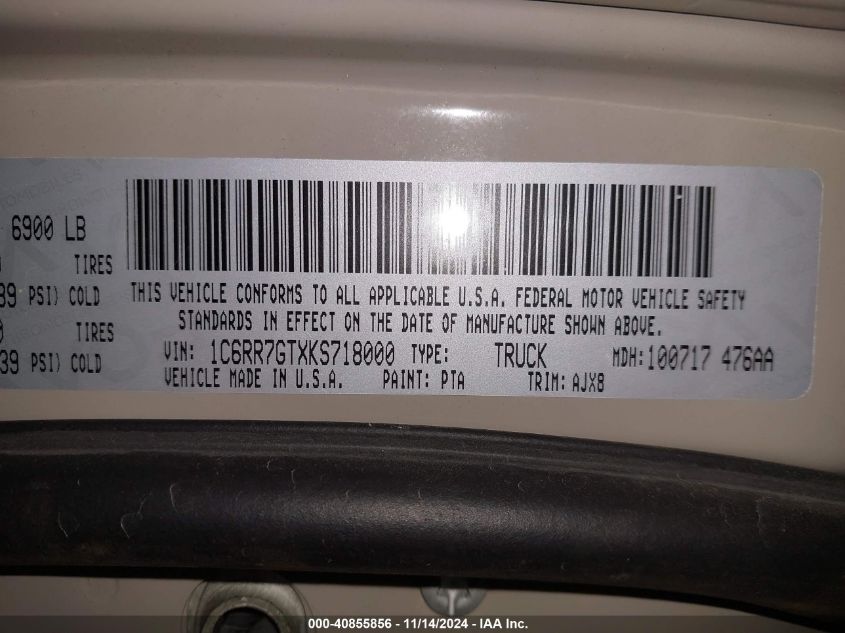 6900 LB
TIRES
39 PSI) COLD
TIRES
39 PSI) COLD
THIS VEHICLE CONFORMS TO ALL APPLICABLE U.S.A. FEDERAL MOTOR VEHICLE SAFETY
STANDARDS IN EFFECT ON THE DATE OF MANUFACTURE SHOWN ABOVE.
VIN: 1C6RR7GTXKS718000 TYPE: TRUCK MDH: 100717 476AA
VEHICLE MADE IN U.S.A. PAINT: PTA TRIM: AJX8
000-40855856 - 11/14/2024 - IAA Inc.